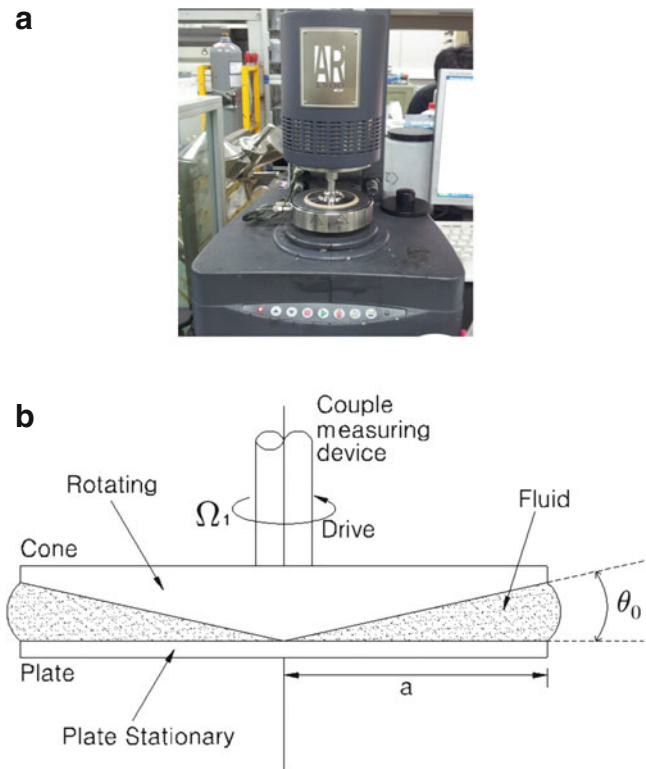 a
AR
b
Couple
measuring
device
Rotating
Ω₁
Drive
Fluid
Cone
θ₀
Plate
a
Plate Stationary